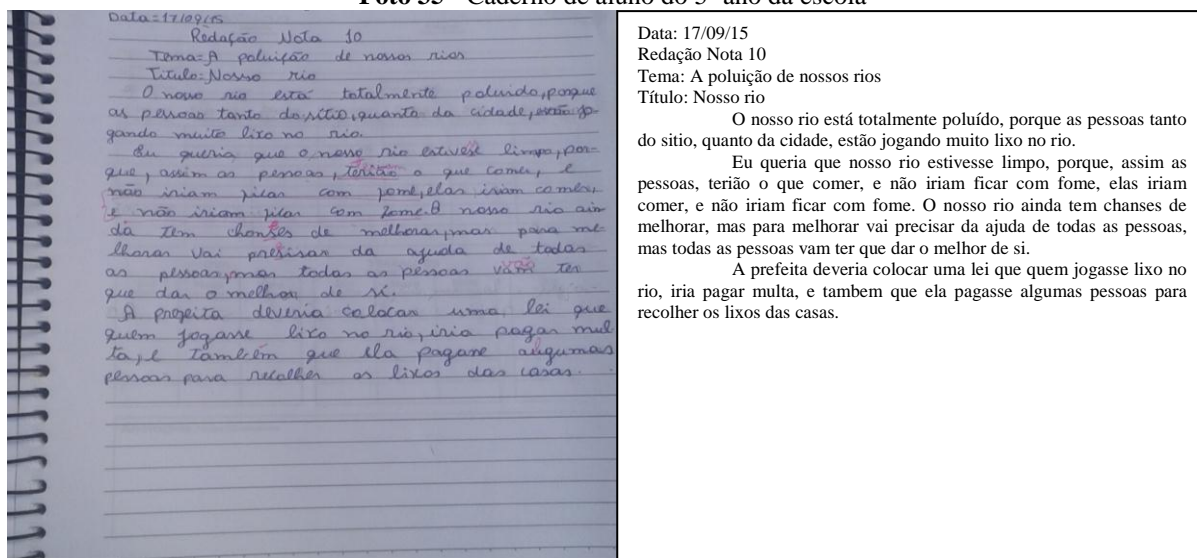 Foto 35 - Caderno de aluno do 5º ano da escola
Data=17/09/15
Redação Nota 10
Tema=A poluição de nossos rios
Titulo=Nosso rio
O nosso rio está totalmente poluido, porque
as pessoas tanto do sítio, quanto da cidade, estão jo-
gando muito lixo no rio.
Eu queria que o nosso rio estivese limpo, por-
que, assim as pessoas, terião o que comer, e
não iriam ficar com fome, elas iriam comer,
e não iriam ficar com fome. O nosso rio ain
da tem chanses de melhorar, mas para me
lhorar vai presisar da ajuda de todas
as pessoas, mas todas as pessoas vam ter
que dar o melhor de si.
A prefeita deveria colocar uma lei que
quem jogasse lixo no rio, iria pagar mul
ta, e também que ela pagasse algumas
pessoas para recolher os lixos das casas.
Data: 17/09/15
Redação Nota 10
Tema: A poluição de nossos rios
Título: Nosso rio
O nosso rio está totalmente poluído, porque as pessoas tanto
do sitio, quanto da cidade, estão jogando muito lixo no rio.
Eu queria que nosso rio estivesse limpo, porque, assim as
pessoas, terião o que comer, e não iriam ficar com fome, elas iriam
comer, e não iriam ficar com fome. O nosso rio ainda tem chanses de
melhorar, mas para melhorar vai precisar da ajuda de todas as pessoas,
mas todas as pessoas vam ter que dar o melhor de si.
A prefeita deveria colocar uma lei que quem jogasse lixo no
rio, iria pagar multa, e tambem que ela pagasse algumas pessoas para
recolher os lixos das casas.